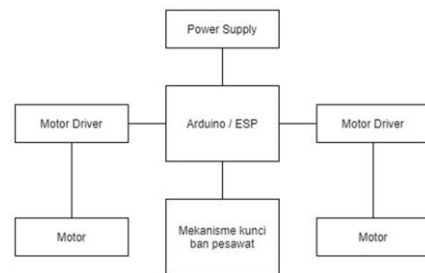 Power Supply
Motor Driver
Arduino / ESP
Motor Driver
Motor
Mekanisme kunci
ban pesawat
Motor